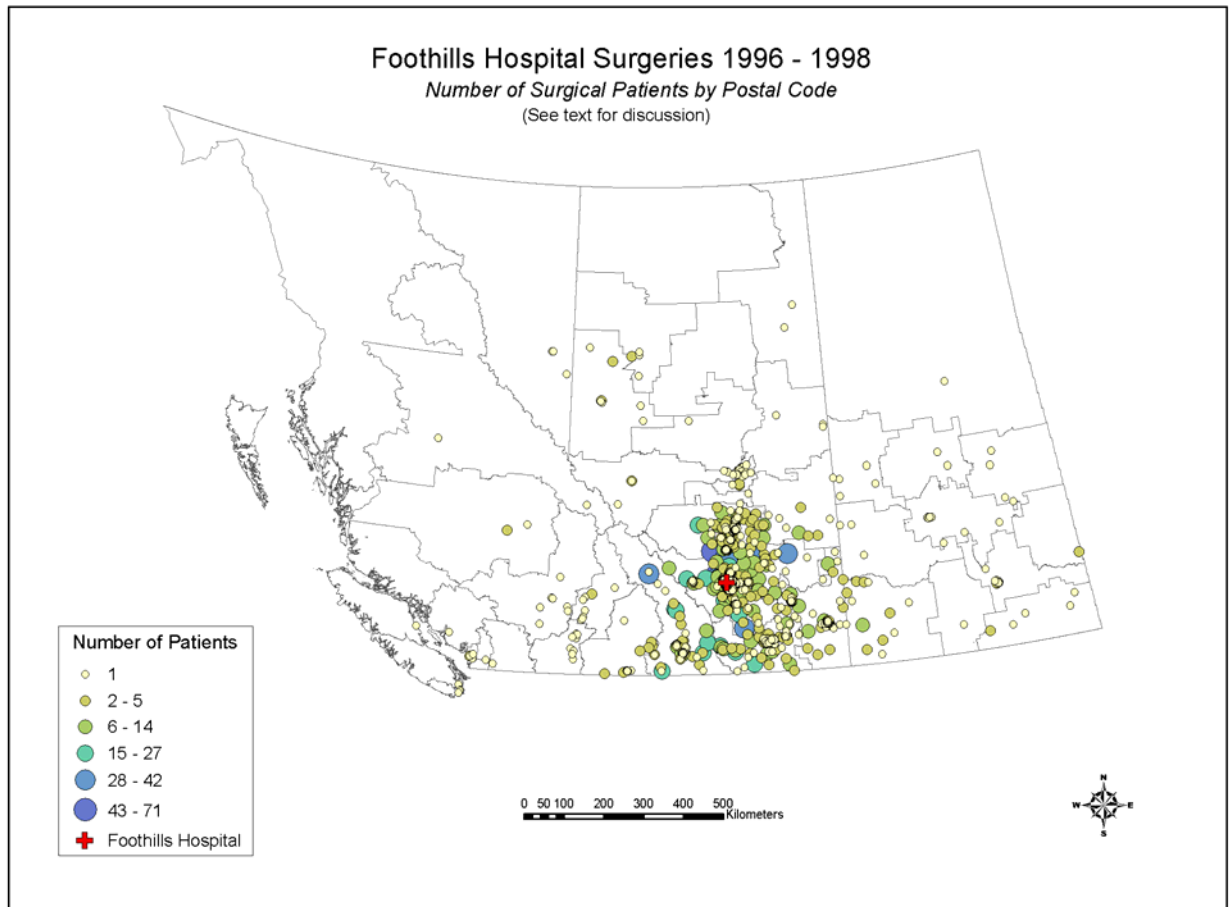 Foothills Hospital Surgeries 1996 - 1998
Number of Surgical Patients by Postal Code
(See text for discussion)
Number of Patients
1
2 - 5
6 - 14
15 - 27
28 - 42
43 - 71
Foothills Hospital
0 50 100 200 300 400 500
Kilometers
N
W E
S